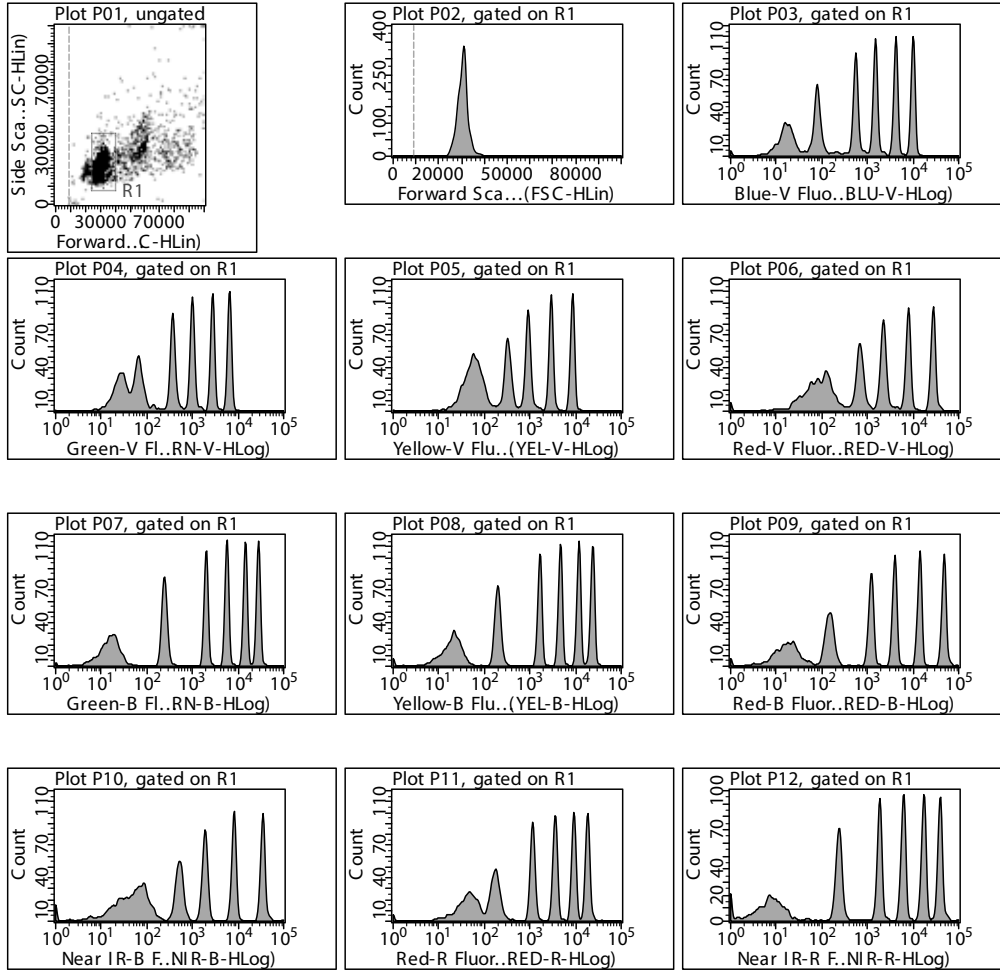 Plot P01, ungated
Side Sca..SC-HLin)
0 30000 70000
R1
0 30000 70000
Forward..C-HLin)
Plot P02, gated on R1
Count
0 100 250 400
0 20000 50000 80000
Forward Sca...(FSC-HLin)
Plot P03, gated on R1
Count
10 40 70 110
10^0 10^1 10^2 10^3 10^4 10^5
Blue-V Fluo..BLU-V-HLog)
Plot P04, gated on R1
Count
10 40 70 110
10^0 10^1 10^2 10^3 10^4 10^5
Green-V Fl..RN-V-HLog)
Plot P05, gated on R1
Count
10 40 70 110
10^0 10^1 10^2 10^3 10^4 10^5
Yellow-V Flu..(YEL-V-HLog)
Plot P06, gated on R1
Count
10 40 70 110
10^0 10^1 10^2 10^3 10^4 10^5
Red-V Fluor..RED-V-HLog)
Plot P07, gated on R1
Count
10 40 70 110
10^0 10^1 10^2 10^3 10^4 10^5
Green-B Fl..RN-B-HLog)
Plot P08, gated on R1
Count
10 40 70 110
10^0 10^1 10^2 10^3 10^4 10^5
Yellow-B Flu..(YEL-B-HLog)
Plot P09, gated on R1
Count
10 40 70 110
10^0 10^1 10^2 10^3 10^4 10^5
Red-B Fluor..RED-B-HLog)
Plot P10, gated on R1
Count
10 40 70 110
10^0 10^1 10^2 10^3 10^4 10^5
Near IR-B F..NIR-B-HLog)
Plot P11, gated on R1
Count
10 40 70 110
10^0 10^1 10^2 10^3 10^4 10^5
Red-R Fluor..RED-R-HLog)
Plot P12, gated on R1
Count
0 20 40 70 100
10^0 10^1 10^2 10^3 10^4 10^5
Near IR-R F..NIR-R-HLog)